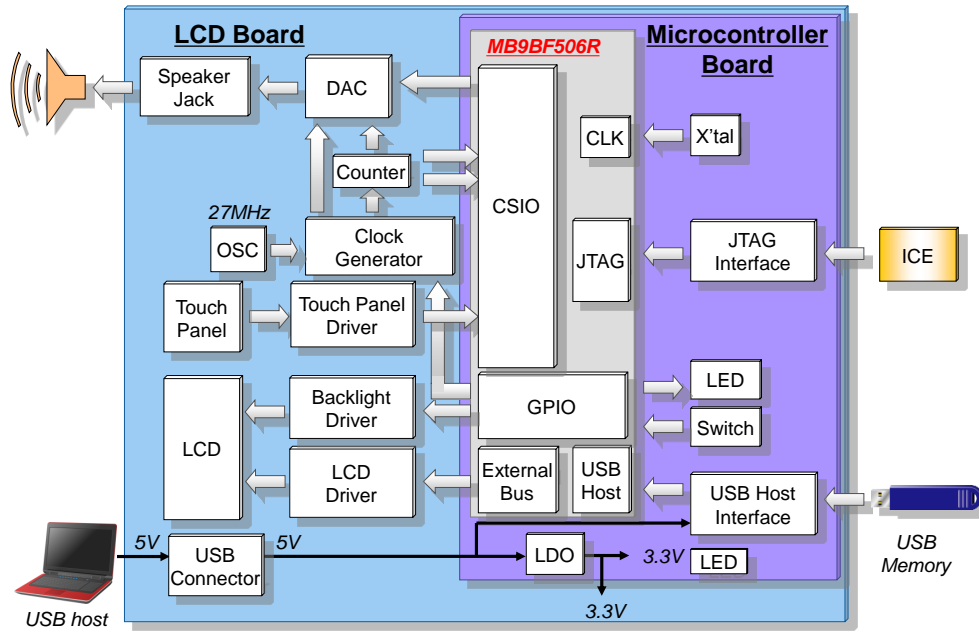 LCD Board
Microcontroller
Board
MB9BF506R
Speaker
Jack
DAC
CLK
X'tal
Counter
CSIO
27MHz
OSC
Clock
Generator
JTAG
JTAG
Interface
ICE
Touch
Panel
Touch Panel
Driver
LCD
Backlight
Driver
GPIO
LED
Switch
LCD
Driver
External
Bus
USB
Host
USB Host
Interface
USB
Memory
5V
USB
Connector
5V
LDO
3.3V
LED
3.3V
USB host